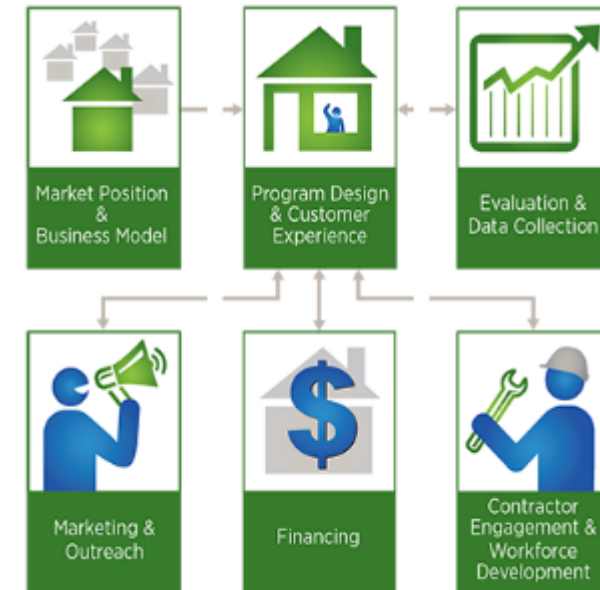 Market Position
&
Business Model
Program Design
& Customer
Experience
Evaluation &
Data Collection
Marketing &
Outreach
$
Financing
Contractor
Engagement &
Workforce
Development